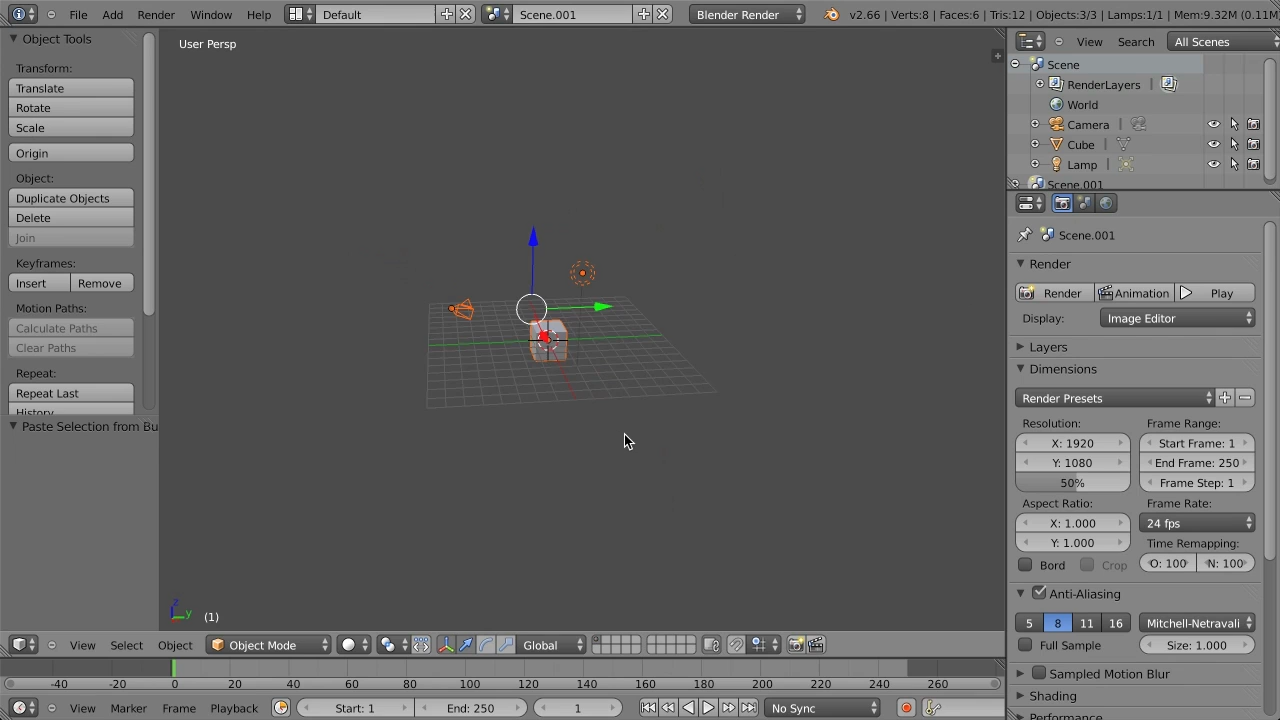 File Add Render Window Help Default Scene.001 Blender Render v2.66 | Verts:8 | Faces:6 | Tris:12 | Objects:3/3 | Lamps:1/1 | Mem:9.32M (0.11M
Object Tools
Transform:
Translate
Rotate
Scale
Origin
Object:
Duplicate Objects
Delete
Join
Keyframes:
Insert Remove
Motion Paths:
Calculate Paths
Clear Paths
Repeat:
Repeat Last
History
Paste Selection from Bu
User Persp
(1)
z
y
View Search All Scenes
Scene
RenderLayers |
World
Camera |
Cube |
Lamp |
Scene.001
Scene.001
Render
Render Animation Play
Display: Image Editor
Layers
Dimensions
Render Presets
Resolution: Frame Range:
X: 1920 Start Frame: 1
Y: 1080 End Frame: 250
50% Frame Step: 1
Aspect Ratio: Frame Rate:
X: 1.000 24 fps
Y: 1.000 Time Remapping:
Bord Crop O: 100 N: 100
Anti-Aliasing
5 8 11 16 Mitchell-Netravali
Full Sample Size: 1.000
Sampled Motion Blur
Shading
Performance
View Select Object Object Mode Global
-40 -20 0 20 40 60 80 100 120 140 160 180 200 220 240 260
View Marker Frame Playback Start: 1 End: 250 1 No Sync